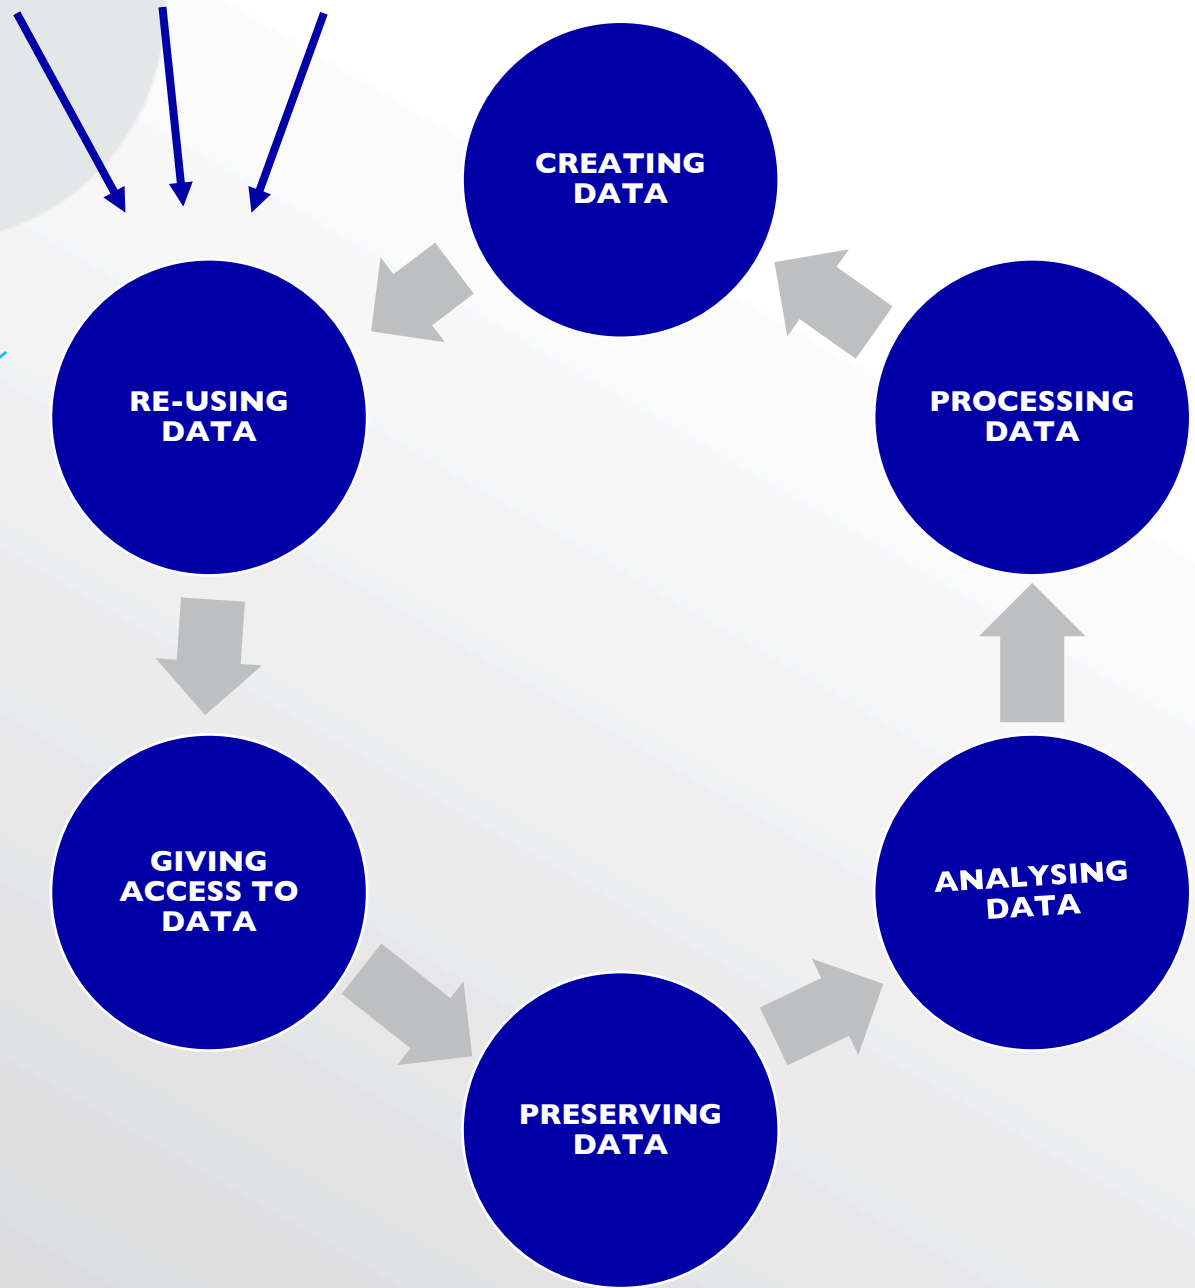 CREATING
DATA
RE-USING
DATA
PROCESSING
DATA
GIVING
ACCESS TO
DATA
ANALYSING
DATA
PRESERVING
DATA